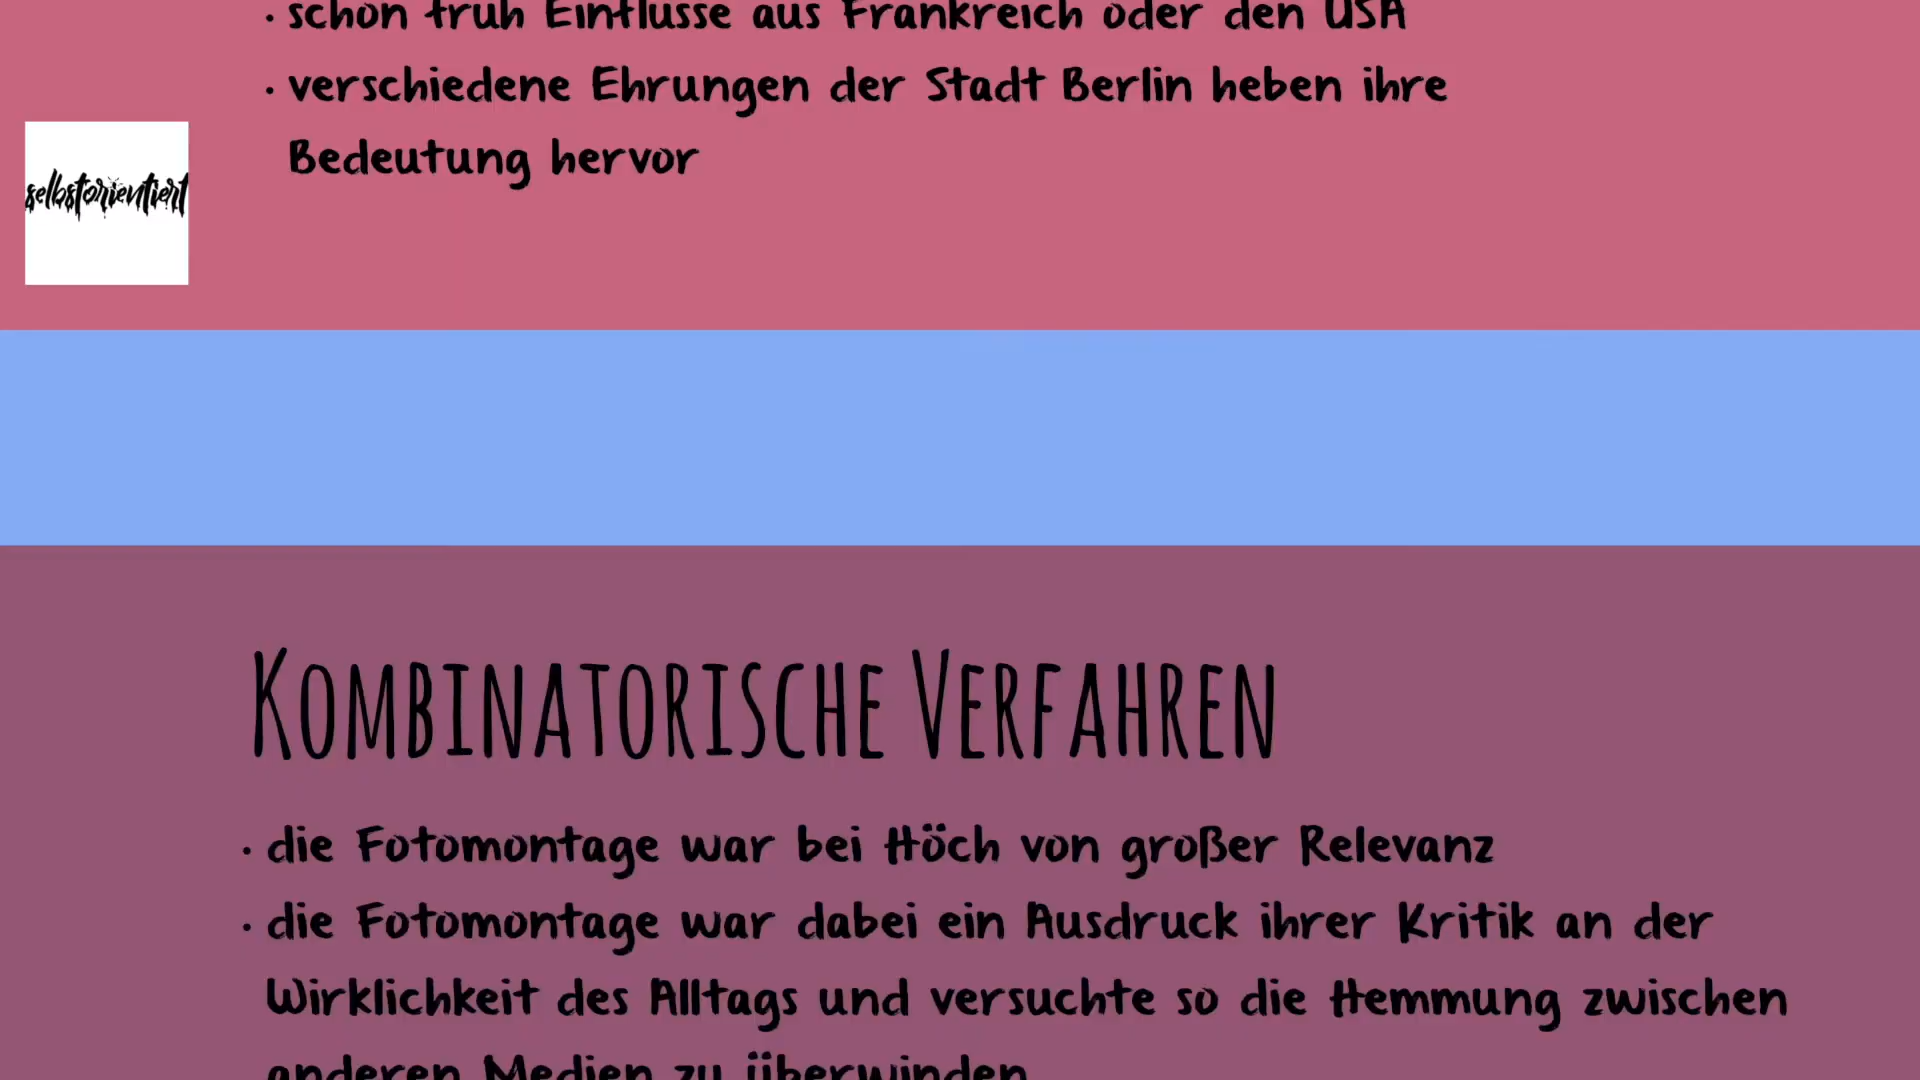 · schon früh Einflüsse aus Frankreich oder den USA
· verschiedene Ehrungen der Stadt Berlin heben ihre
Bedeutung hervor
selbstorientiert
Kombinatorische Verfahren
· die Fotomontage war bei Höch von großer Relevanz
· die Fotomontage war dabei ein Ausdruck ihrer Kritik an der
Wirklichkeit des Alltags und versuchte so die Hemmung zwischen
anderen Medien zu überwinden